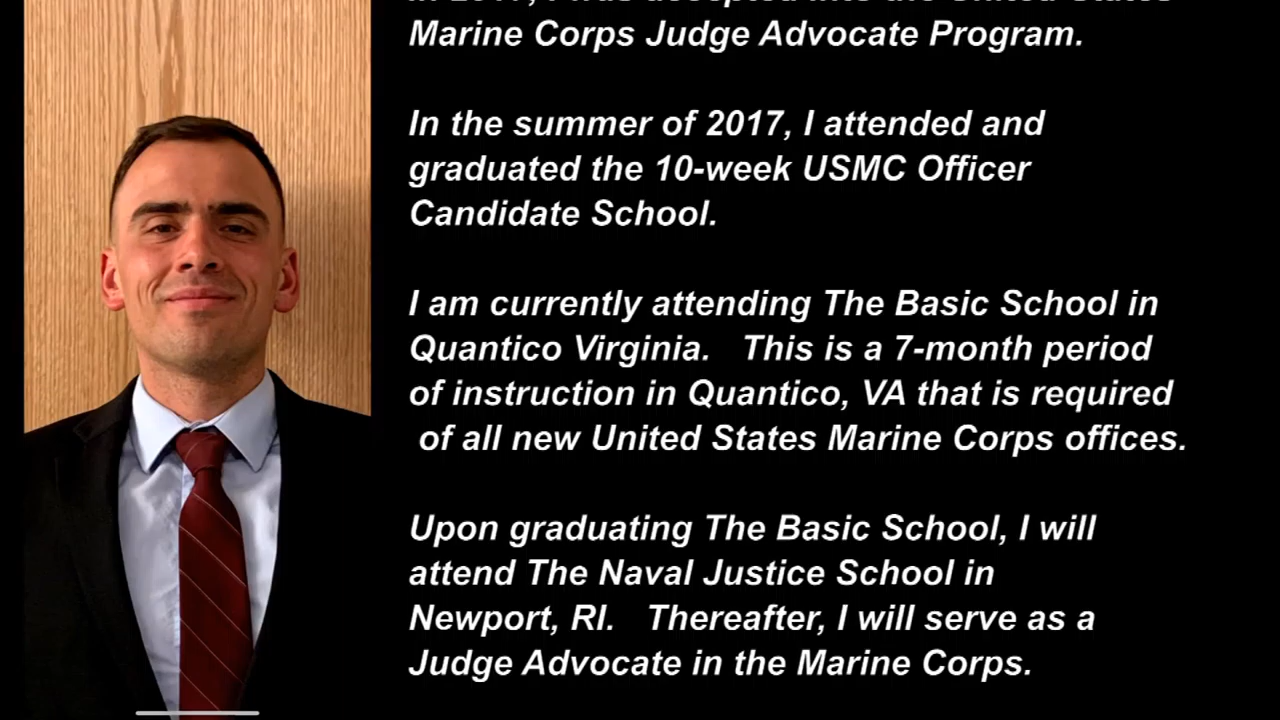 Marine Corps Judge Advocate Program.
In the summer of 2017, I attended and
graduated the 10-week USMC Officer
Candidate School.
I am currently attending The Basic School in
Quantico Virginia. This is a 7-month period
of instruction in Quantico, VA that is required
of all new United States Marine Corps offices.
Upon graduating The Basic School, I will
attend The Naval Justice School in
Newport, RI. Thereafter, I will serve as a
Judge Advocate in the Marine Corps.